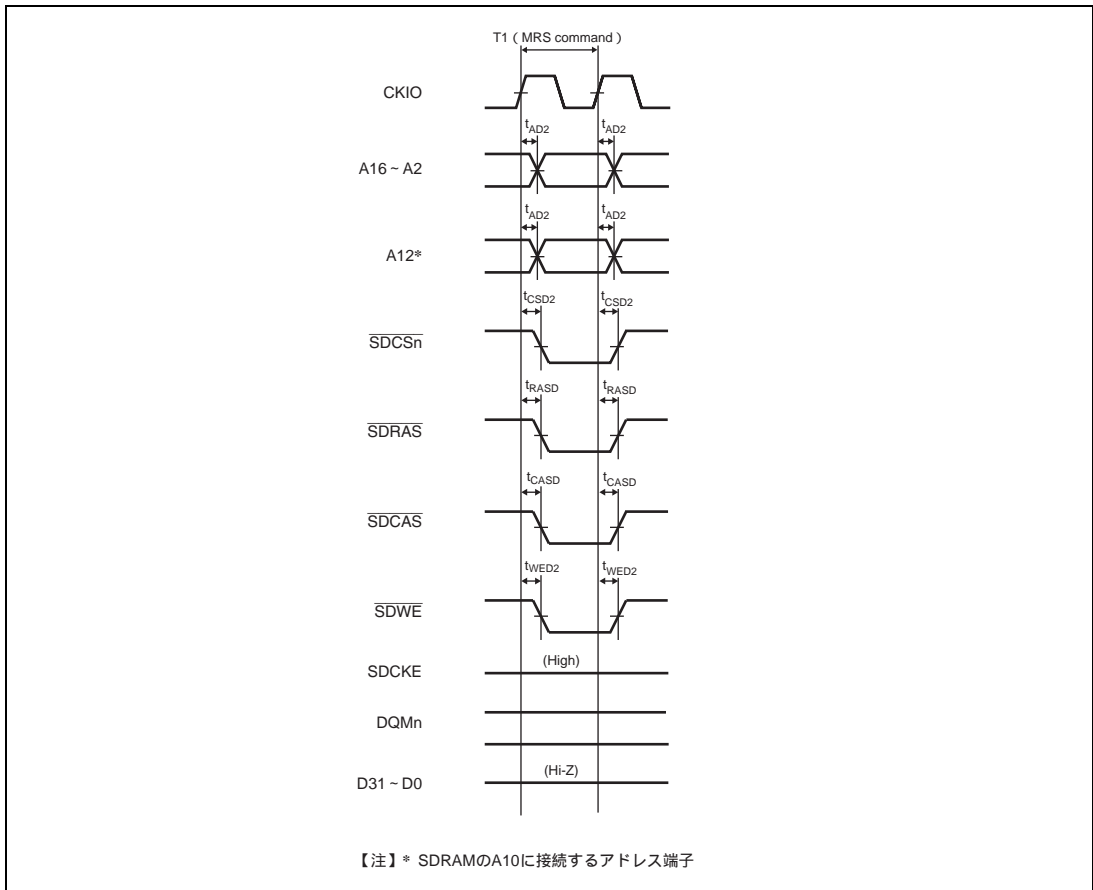 T1 ( MRS command )
CKIO
tAD2 tAD2
A16 ~ A2
tAD2 tAD2
A12*
tCSD2 tCSD2
SDCSn
tRASD tRASD
SDRAS
tCASD tCASD
SDCAS
tWED2 tWED2
SDWE
(High)
SDCKE
DQMn
(Hi-Z)
D31 ~ D0
【注】* SDRAMのA10に接続するアドレス端子